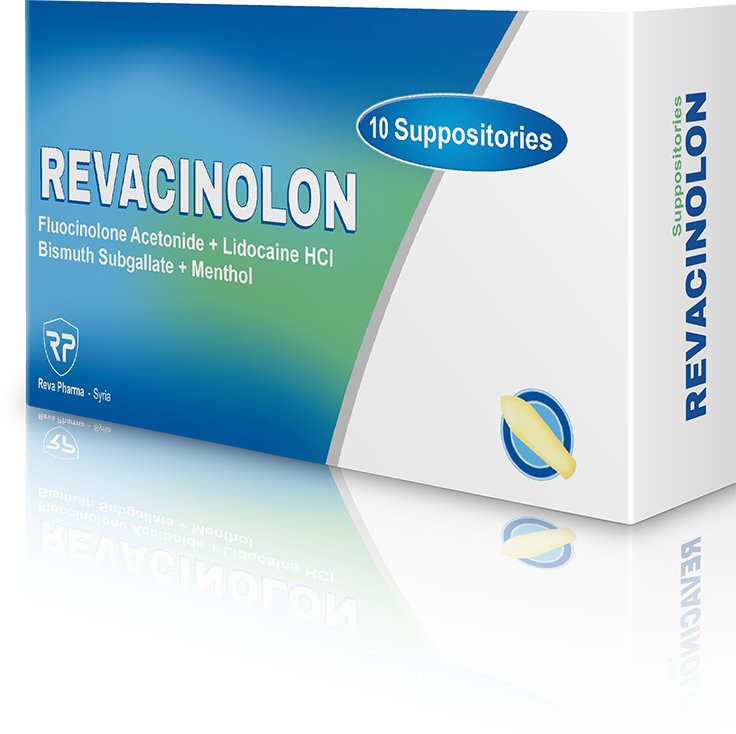 10 Suppositories
REVACINOLON
Fluocinolone Acetonide + Lidocaine HCl
Bismuth Subgallate + Menthol
RP
Reva Pharma - Syria
Suppositories
REVACINOLON